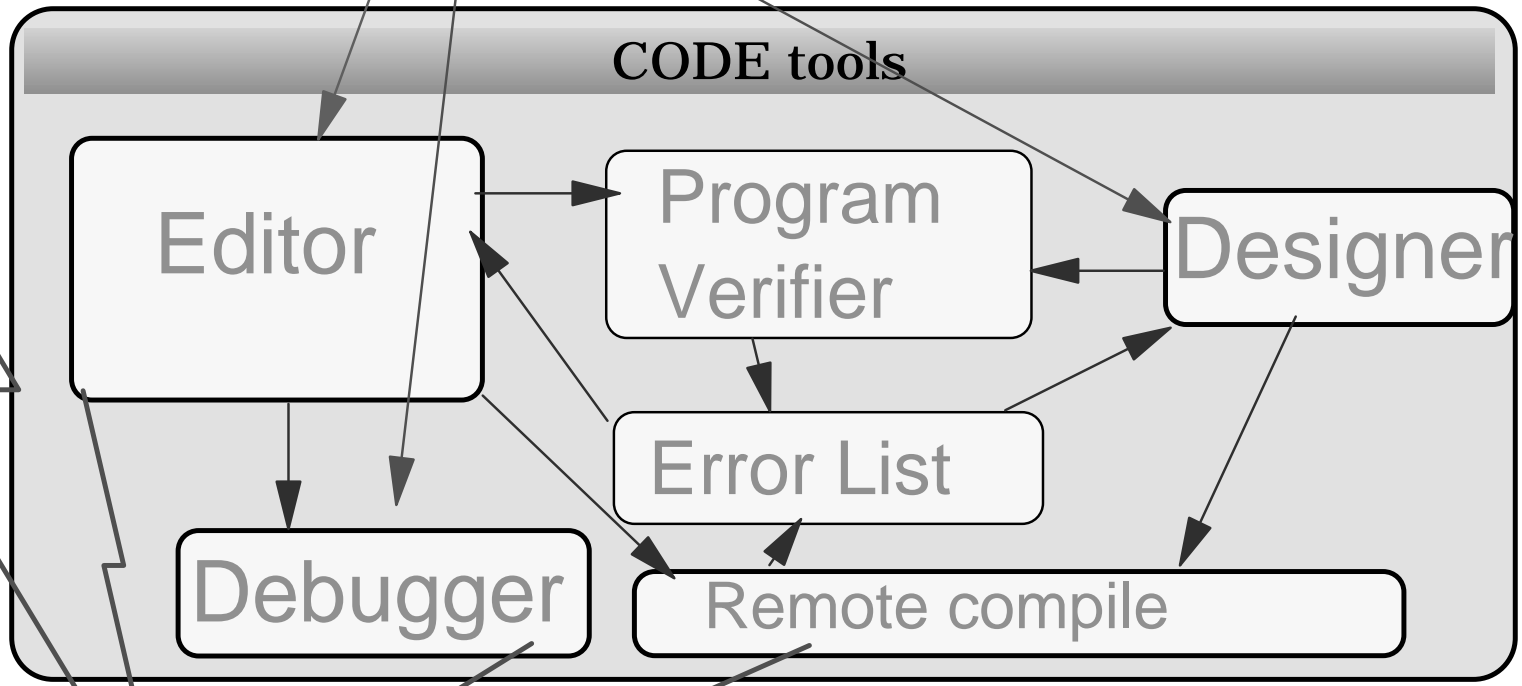 CODE tools
Editor
Program
Verifier
Designer
Error List
Debugger
Remote compile